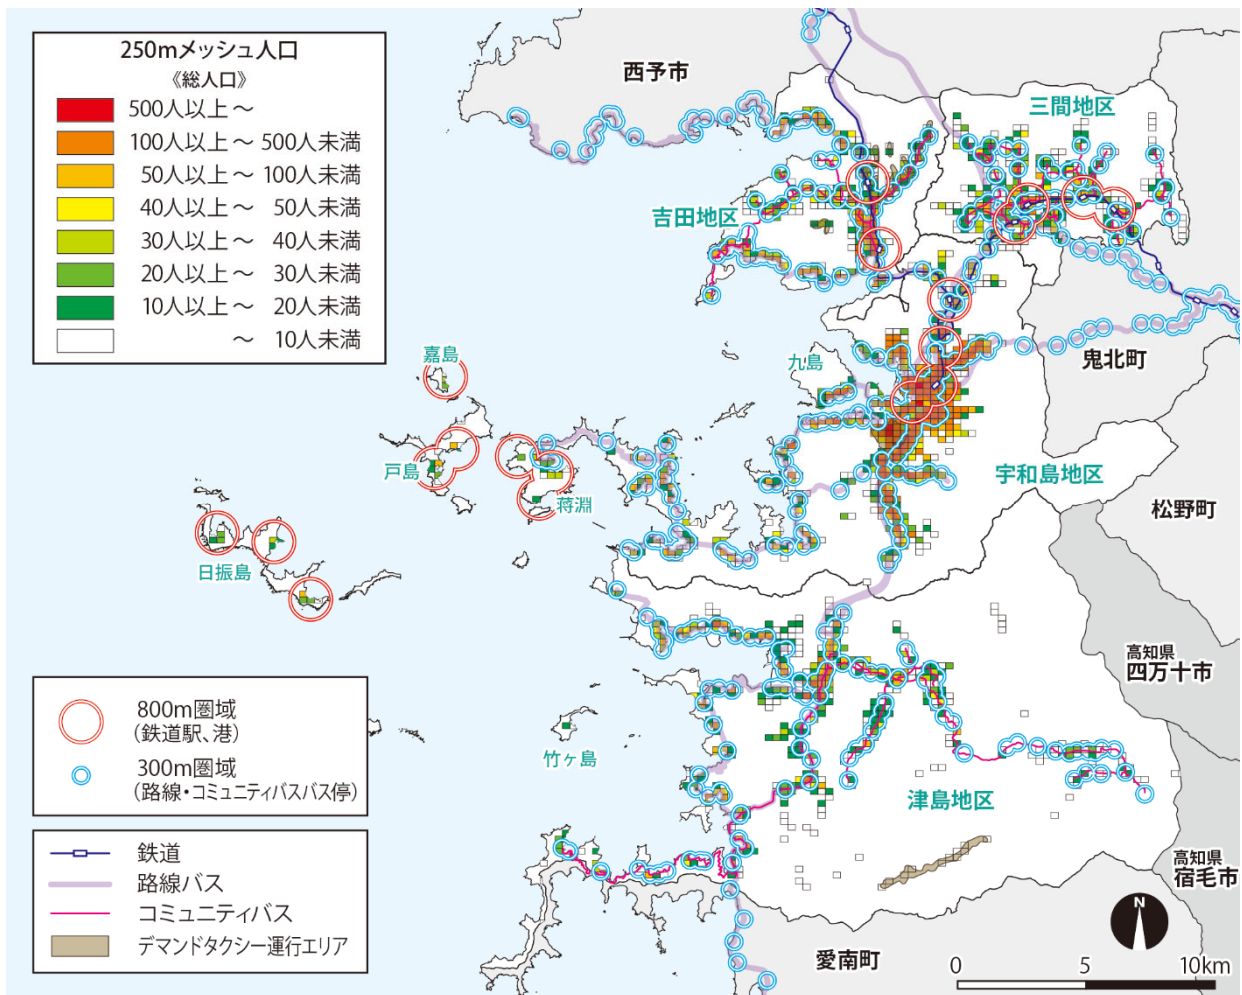 250mメッシュ人口
《総人口》
500人以上～
100人以上～ 500人未満
50人以上～ 100人未満
40人以上～ 50人未満
30人以上～ 40人未満
20人以上～ 30人未満
10人以上～ 20人未満
～ 10人未満
西予市
三間地区
吉田地区
鬼北町
嘉島
九島
戸島
蒋淵
宇和島地区
松野町
日振島
高知県
四万十市
竹ヶ島
津島地区
高知県
宿毛市
愛南町
800m圏域
(鉄道駅、港)
300m圏域
(路線・コミュニティバスバス停)
鉄道
路線バス
コミュニティバス
デマンドタクシー運行エリア
N
0 5 10km